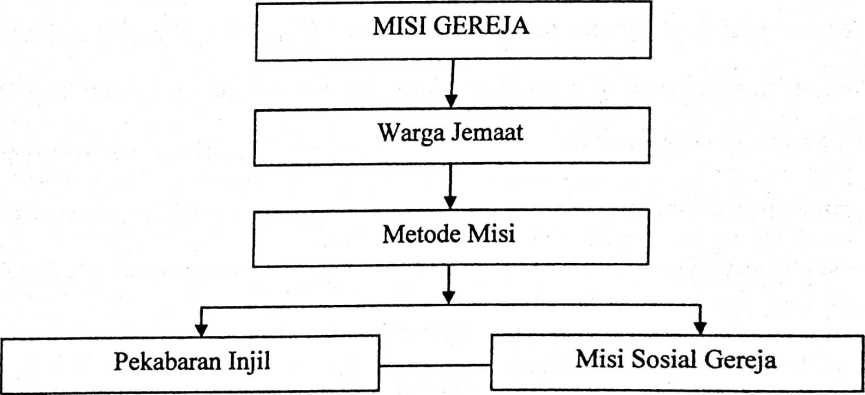 MISI GEREJA
Warga Jemaat
Metode Misi
Pekabaran Injil
Misi Sosial Gereja